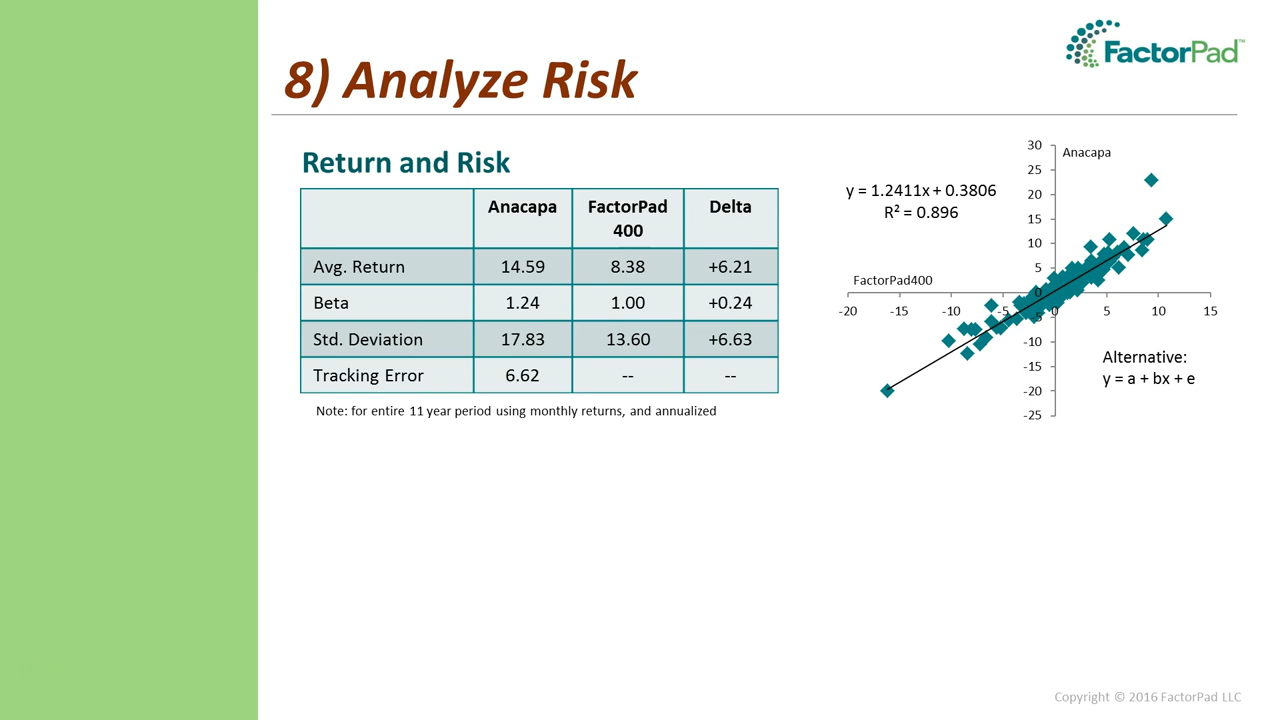 FactorPad™
8) Analyze Risk
Return and Risk
Anacapa FactorPad 400 Delta
Avg. Return 14.59 8.38 +6.21
Beta 1.24 1.00 +0.24
Std. Deviation 17.83 13.60 +6.63
Tracking Error 6.62 -- --
Note: for entire 11 year period using monthly returns, and annualized
y = 1.2411x + 0.3806
R² = 0.896
Anacapa
FactorPad400
30
25
20
15
10
5
0
-5
-10
-15
-20
-25
-20 -15 -10 -5 0 5 10 15
Alternative:
y = a + bx + e
Copyright © 2016 FactorPad LLC